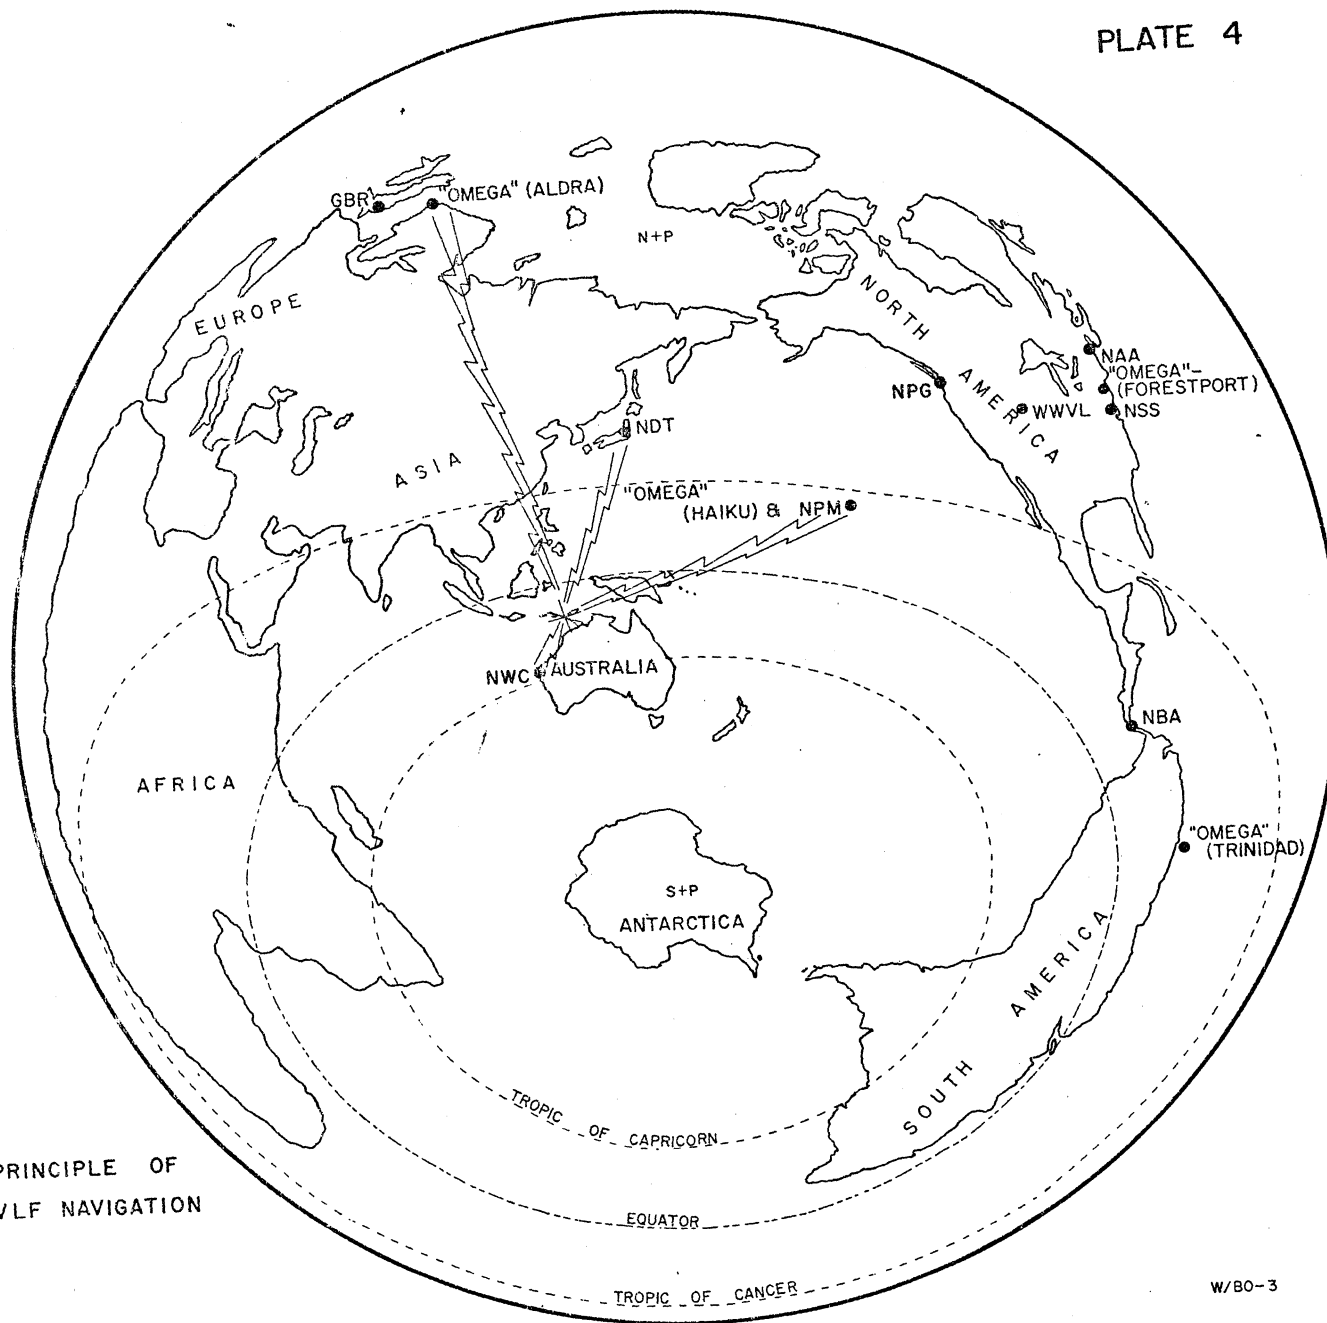 PLATE 4
GBR
"OMEGA" (ALDRA)
N+P
EUROPE
NORTH
AMERICA
NAA
"OMEGA"-
(FORESTPORT)
NPG
WWVL
NSS
NDT
ASIA
"OMEGA"
(HAIKU) & NPM
NWC
AUSTRALIA
NBA
AFRICA
"OMEGA"
(TRINIDAD)
S+P
ANTARCTICA
SOUTH
AMERICA
TROPIC OF CAPRICORN
PRINCIPLE OF
VLF NAVIGATION
EQUATOR
TROPIC OF CANCER
W/BO-3